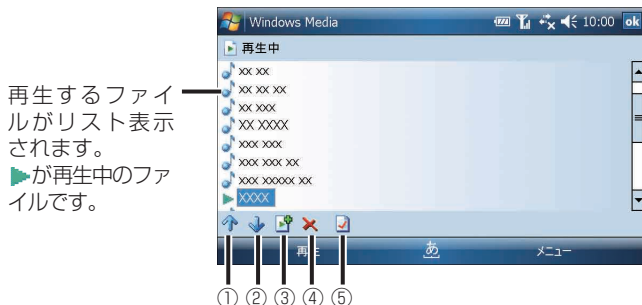 Windows Media
10:00 ok
再生中
xx xx
xx xx xx
xx xxx
XX XXXX
xxx xxx
xxx xxx xx
xxx xxxxx xx
XXXX
再生
あ
メニュー
再生するファイ
ルがリスト表示
されます。
が再生中のファ
イルです。
① ② ③ ④ ⑤